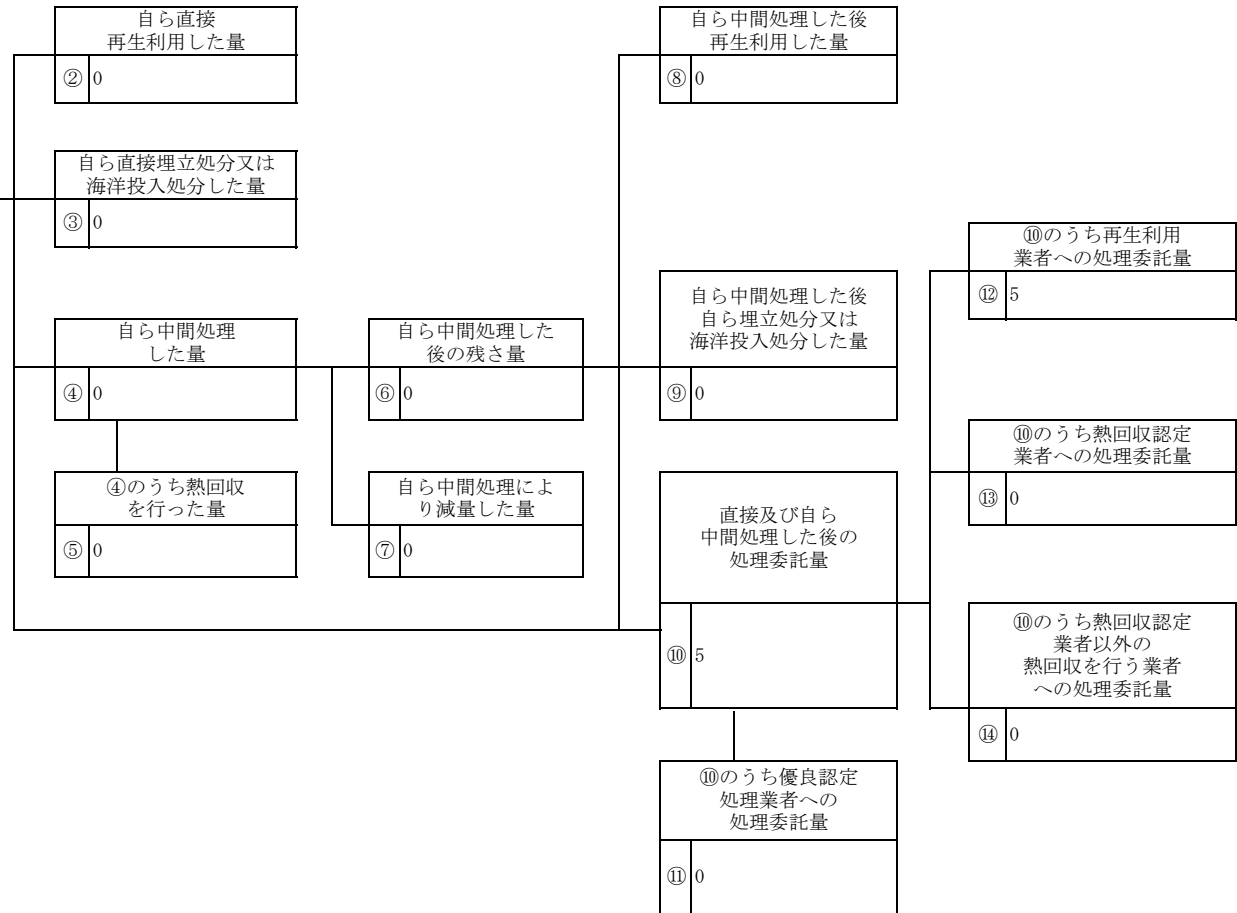 自ら直接
再生利用した量
② 0
自ら直接埋立処分又は
海洋投入処分した量
③ 0
自ら中間処理
した量
④ 0
④のうち熱回収
を行った量
⑤ 0
自ら中間処理した
後の残さ量
⑥ 0
自ら中間処理によ
り減量した量
⑦ 0
自ら中間処理した後
再生利用した量
⑧ 0
自ら中間処理した後
自ら埋立処分又は
海洋投入処分した量
⑨ 0
直接及び自ら
中間処理した後の
処理委託量
⑩ 5
⑩のうち優良認定
処理業者への
処理委託量
⑪ 0
⑩のうち再生利用
業者への処理委託量
⑫ 5
⑩のうち熱回収認定
業者への処理委託量
⑬ 0
⑩のうち熱回収認定
業者以外の
熱回収を行う業者
への処理委託量
⑭ 0